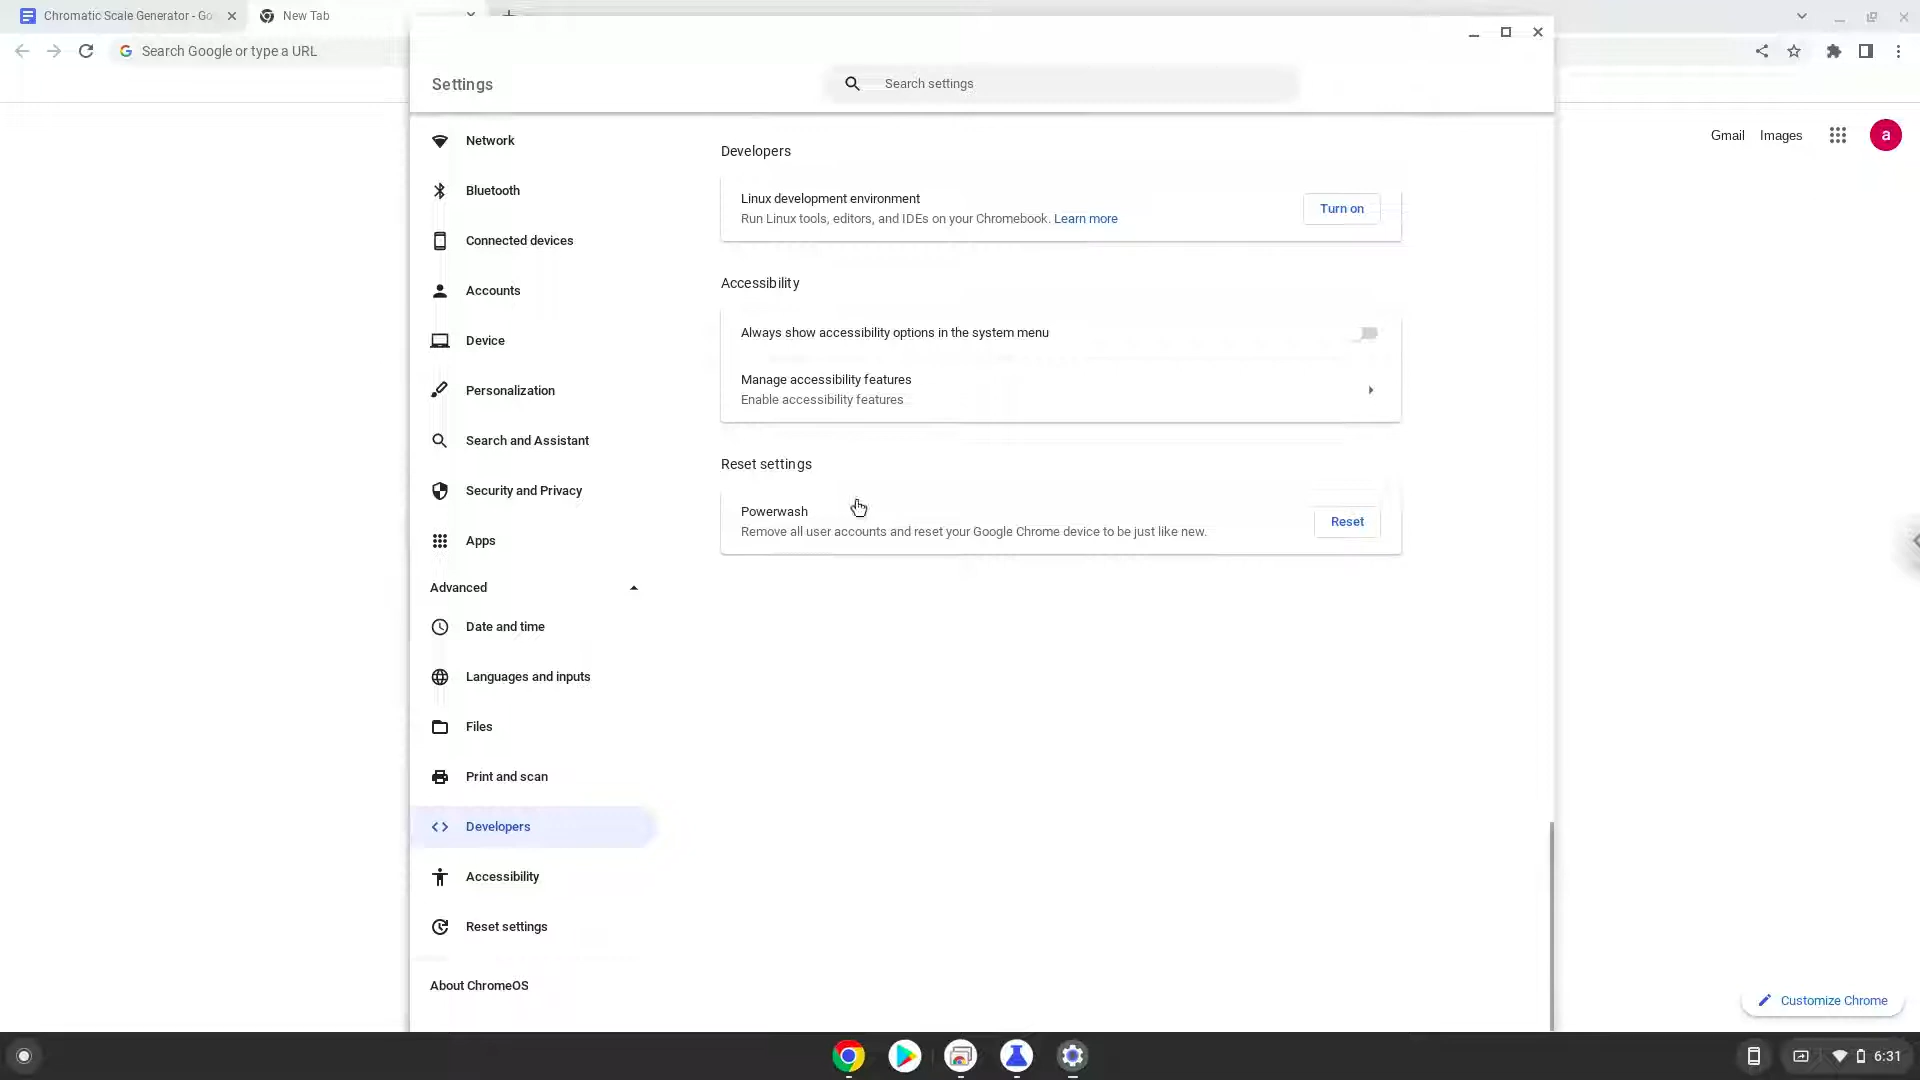 Chromatic Scale Generator - Go
New Tab
Search Google or type a URL
Settings
Search settings
Gmail
Images
a
Network
Bluetooth
Connected devices
Accounts
Device
Personalization
Search and Assistant
Security and Privacy
Apps
Advanced
Date and time
Languages and inputs
Files
Print and scan
Developers
Accessibility
Reset settings
About ChromeOS
Developers
Linux development environment
Run Linux tools, editors, and IDEs on your Chromebook. Learn more
Turn on
Accessibility
Always show accessibility options in the system menu
Manage accessibility features
Enable accessibility features
Reset settings
Powerwash
Remove all user accounts and reset your Google Chrome device to be just like new.
Reset
Customize Chrome
6:31